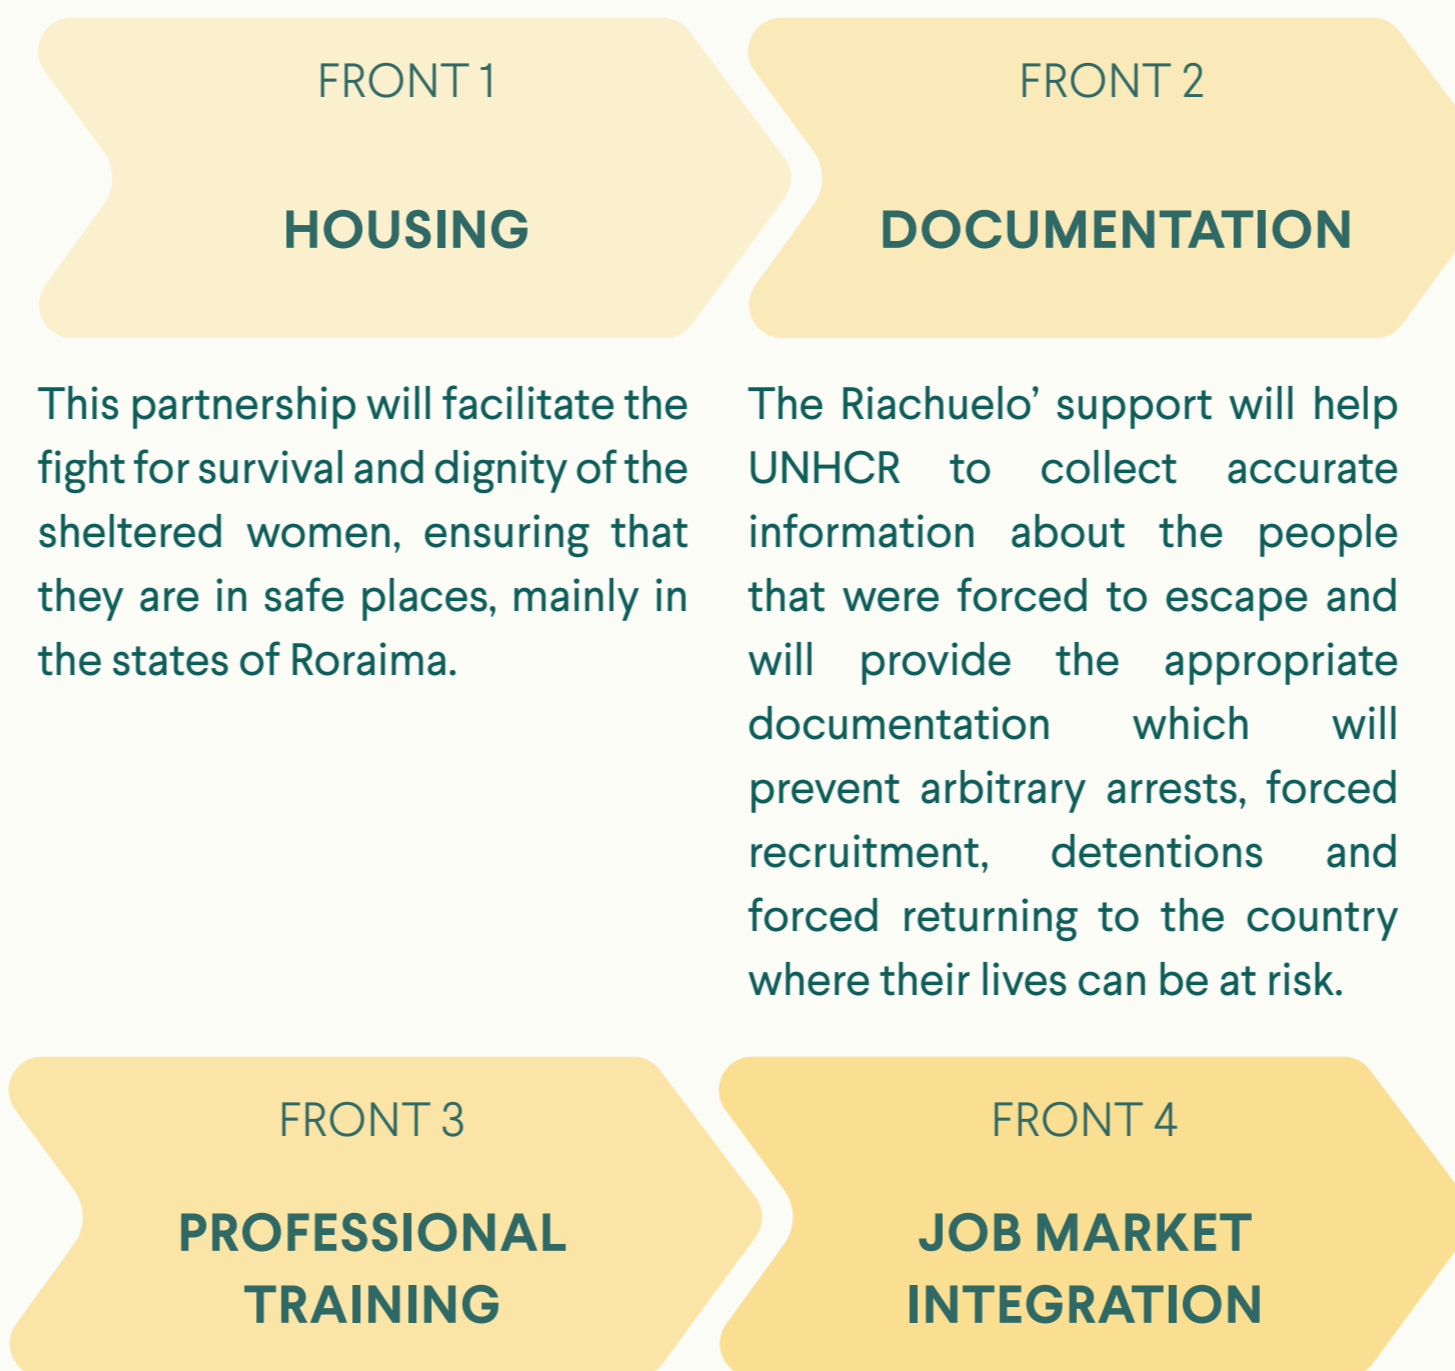 FRONT 1
HOUSING
This partnership will facilitate the
fight for survival and dignity of the
sheltered women, ensuring that
they are in safe places, mainly in
the states of Roraima.
FRONT 2
DOCUMENTATION
The Riachuelo’ support will help
UNHCR to collect accurate
information about the people
that were forced to escape and
will provide the appropriate
documentation which will
prevent arbitrary arrests, forced
recruitment, detentions and
forced returning to the country
where their lives can be at risk.
FRONT 3
PROFESSIONAL
TRAINING
FRONT 4
JOB MARKET
INTEGRATION